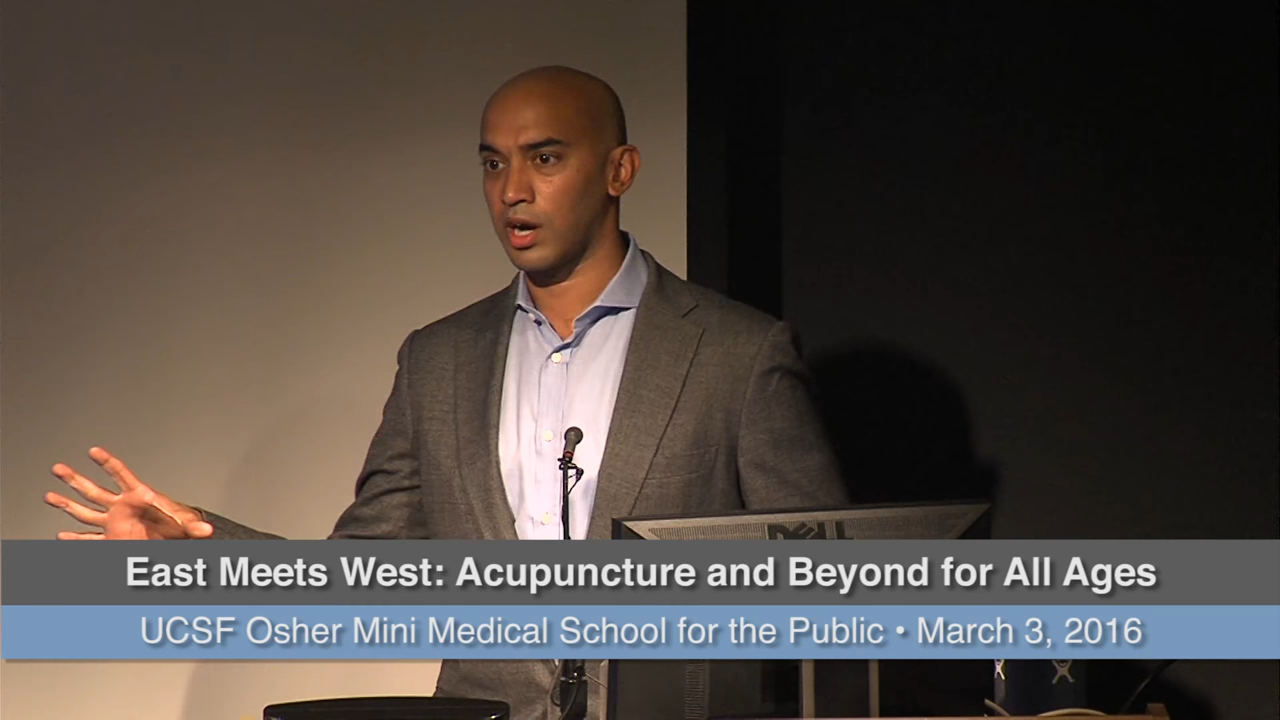 DELL
East Meets West: Acupuncture and Beyond for All Ages
UCSF Osher Mini Medical School for the Public • March 3, 2016